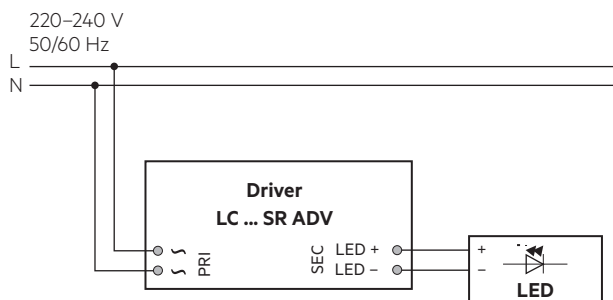 220–240 V
50/60 Hz
L
N
Driver
LC ... SR ADV
~ PRI SEC LED + +
~ LED – –
LED